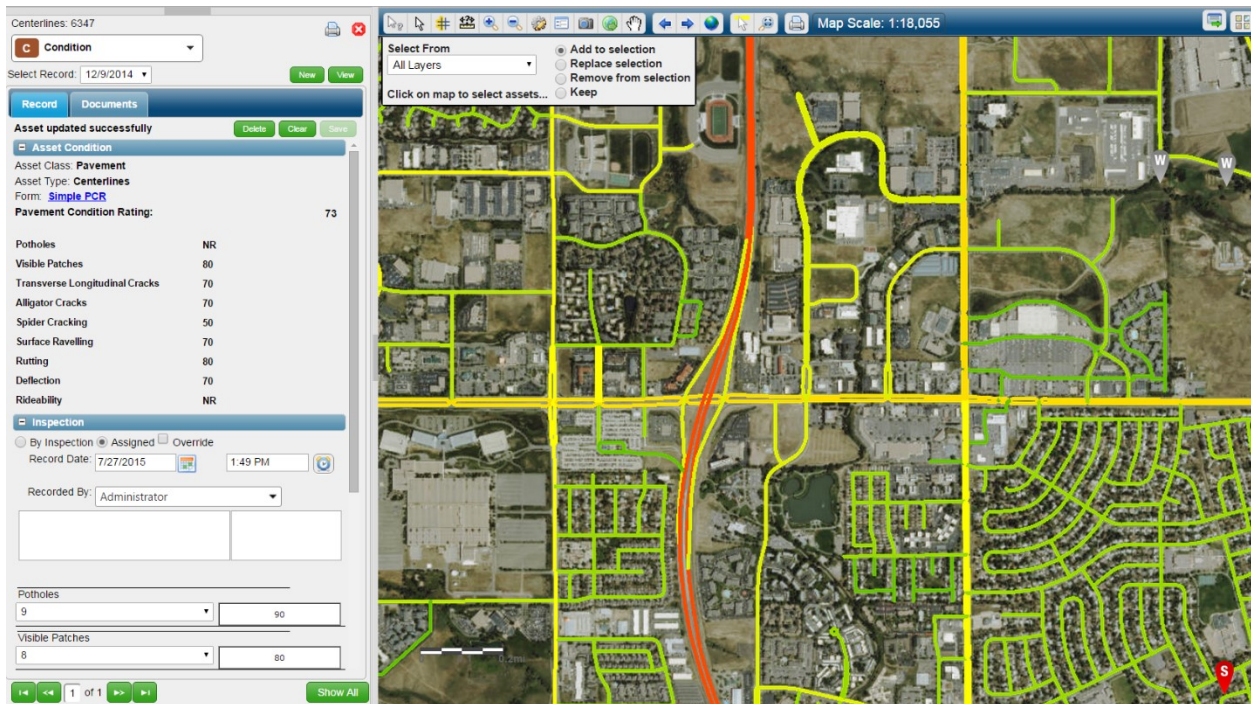 Centerlines: 6347
C Condition
Select Record: 12/9/2014 New View
Record Documents
Asset updated successfully Delete Clear Save
Asset Condition
Asset Class: Pavement
Asset Type: Centerlines
Form: Simple PCR
Pavement Condition Rating: 73
Potholes NR
Visible Patches 80
Transverse Longitudinal Cracks 70
Alligator Cracks 70
Spider Cracking 50
Surface Ravelling 70
Rutting 80
Deflection 70
Rideability NR
Inspection
By Inspection Assigned Override
Record Date: 7/27/2015 1:49 PM
Recorded By: Administrator
Potholes
9 90
Visible Patches
8 80
1 of 1 Show All
Map Scale: 1:18,055
Select From
All Layers
Click on map to select assets...
Add to selection
Replace selection
Remove from selection
Keep
W W
0.2mi
S